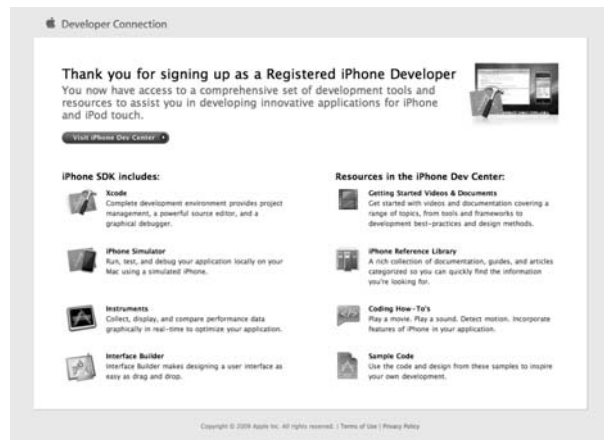 Developer Connection
Thank you for signing up as a Registered iPhone Developer
You now have access to a comprehensive set of development tools and
resources to assist you in developing innovative applications for iPhone
and iPod touch.
Visit iPhone Dev Center
iPhone SDK includes:
Xcode
Complete development environment provides project
management, a powerful source editor, and a
graphical debugger.
iPhone Simulator
Run, test, and debug your application locally on your
Mac using a simulated iPhone.
Instruments
Collect, display, and compare performance data
graphically in real-time to optimize your application.
Interface Builder
Interface Builder makes designing a user interface as
easy as drag and drop.
Resources in the iPhone Dev Center:
Getting Started Videos & Documents
Get started with videos and documentation covering a
range of topics, from tools and frameworks to
development best-practices and design methods.
iPhone Reference Library
A rich collection of documentation, guides, and articles
categorized so you can quickly find the information
you're looking for.
Coding How-To's
Play a movie. Play a sound. Detect motion. Incorporate
features of iPhone in your application.
Sample Code
Use the code and design from these samples to inspire
your own development.
Copyright © 2009 Apple Inc. All rights reserved. | Terms of Use | Privacy Policy